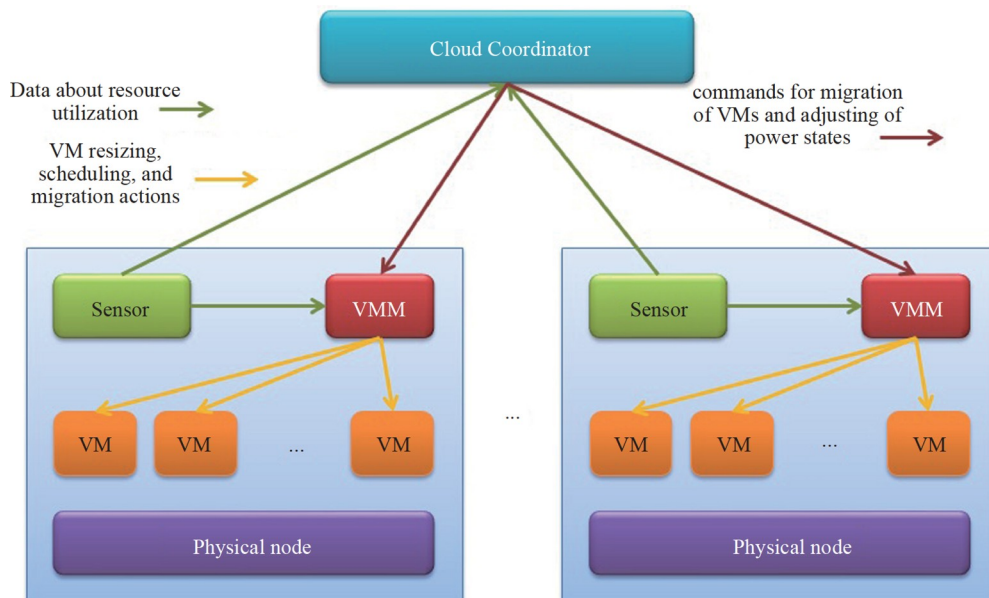 Cloud Coordinator
Data about resource
utilization
commands for migration
of VMs and adjusting of
power states
VM resizing,
scheduling, and
migration actions
Sensor
VMM
Sensor
VMM
...
VM
VM
...
VM
VM
VM
...
VM
Physical node
Physical node